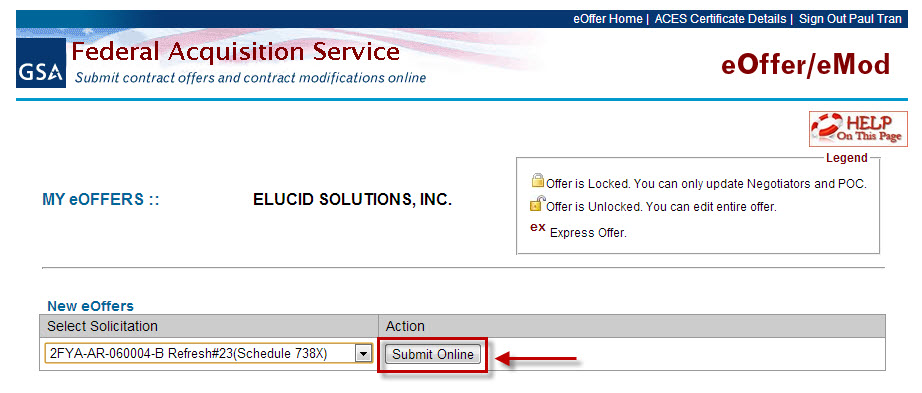 eOffer Home | ACES Certificate Details | Sign Out Paul Tran
GSA
Federal Acquisition Service
Submit contract offers and contract modifications online
eOffer/eMod
HELP
On This Page
Legend
Offer is Locked. You can only update Negotiators and POC.
Offer is Unlocked. You can edit entire offer.
ex Express Offer.
MY eOFFERS :: ELUCID SOLUTIONS, INC.
New eOffers
Select Solicitation Action
2FYA-AR-060004-B Refresh#23(Schedule 738X) Submit Online